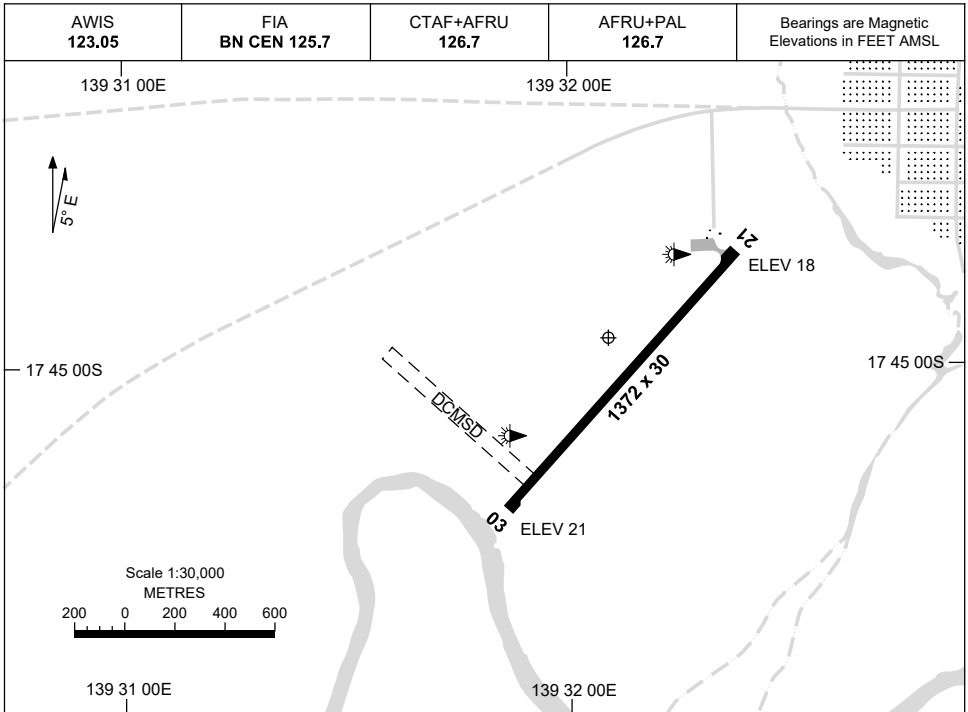 AWIS
123.05
FIA
BN CEN 125.7
CTAF+AFRU
126.7
AFRU+PAL
126.7
Bearings are Magnetic
Elevations in FEET AMSL
139 31 00E
139 32 00E
5° E
21
ELEV 18
17 45 00S
17 45 00S
1372 x 30
DCMSD
03
ELEV 21
Scale 1:30,000
METRES
200 0 200 400 600
139 31 00E
139 32 00E